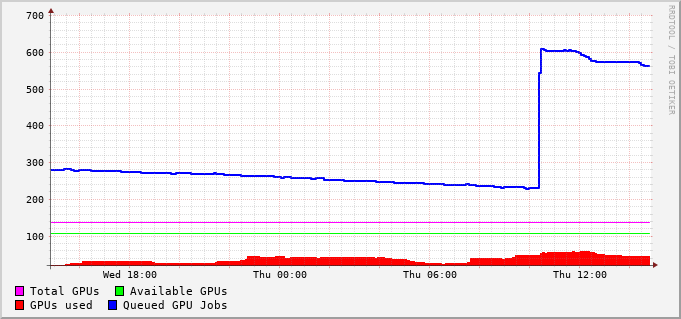 700
600
500
400
300
200
100
Wed 18:00 Thu 00:00 Thu 06:00 Thu 12:00
Total GPUs Available GPUs
GPUs used Queued GPU Jobs
RRDTOOL / TOBI OETIKER